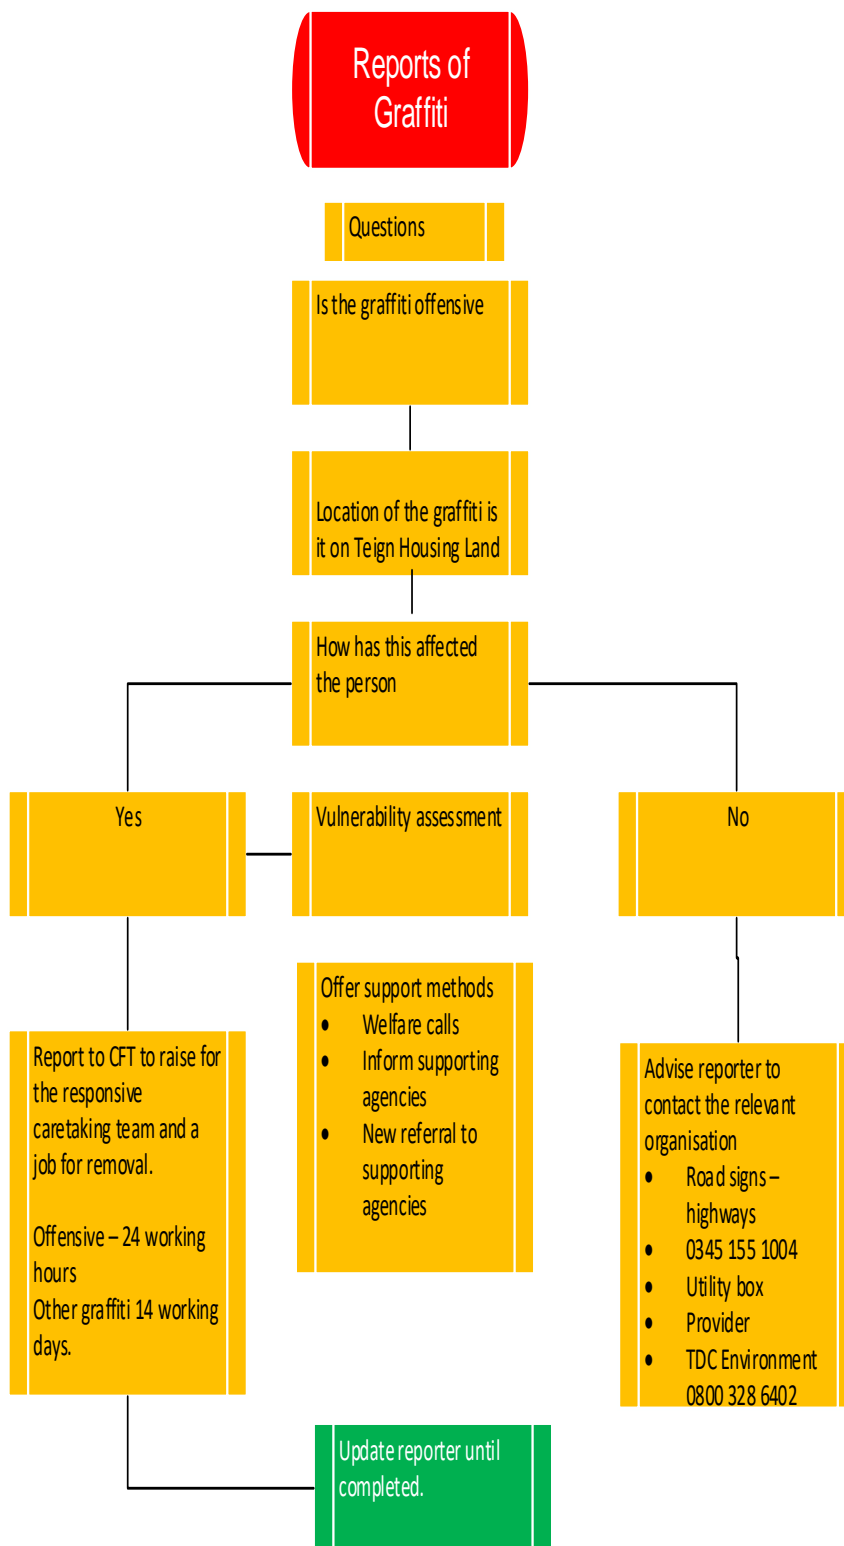 Reports of
Graffiti
Questions
Is the graffiti offensive
Location of the graffiti is
it on Teign Housing Land
How has this affected
the person
Yes
Vulnerability assessment
No
Report to CFT to raise for
the responsive
caretaking team and a
job for removal.
Offensive – 24 working
hours
Other graffiti 14 working
days.
Offer support methods
• Welfare calls
• Inform supporting
agencies
• New referral to
supporting
agencies
Advise reporter to
contact the relevant
organisation
• Road signs –
highways
• 0345 155 1004
• Utility box
• Provider
• TDC Environment
0800 328 6402
Update reporter until
completed.